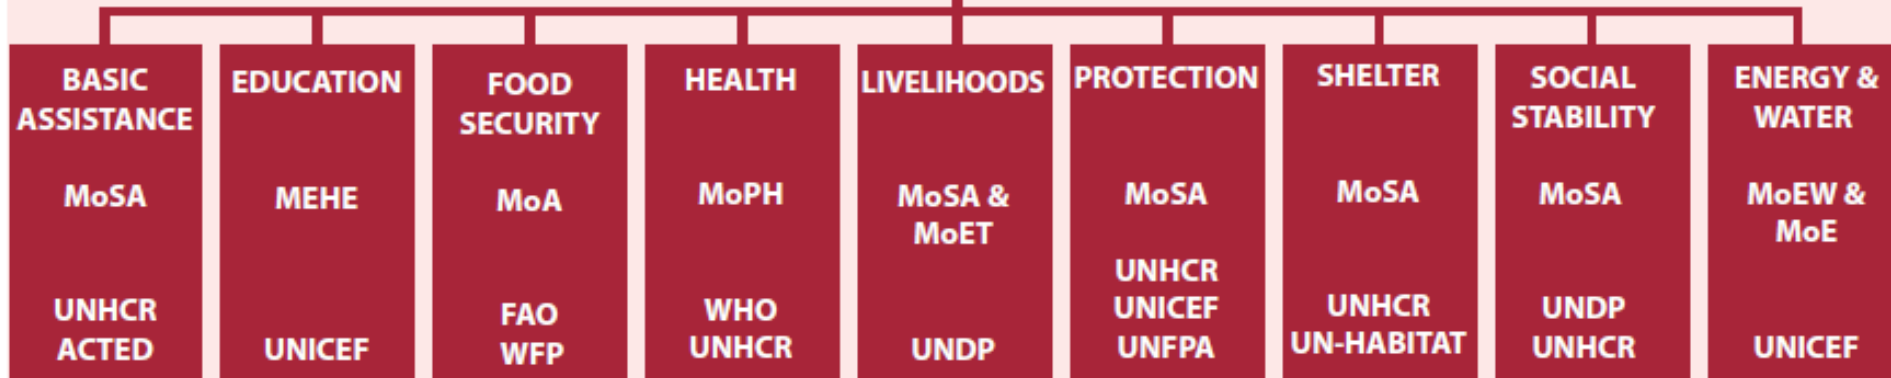 BASIC
ASSISTANCE
MoSA
UNHCR
ACTED
EDUCATION
MEHE
UNICEF
FOOD
SECURITY
MoA
FAO
WFP
HEALTH
MoPH
WHO
UNHCR
LIVELIHOODS
MoSA &
MoET
UNDP
PROTECTION
MoSA
UNHCR
UNICEF
UNFPA
SHELTER
MoSA
UNHCR
UN-HABITAT
SOCIAL
STABILITY
MoSA
UNDP
UNHCR
ENERGY &
WATER
MoEW &
MoE
UNICEF